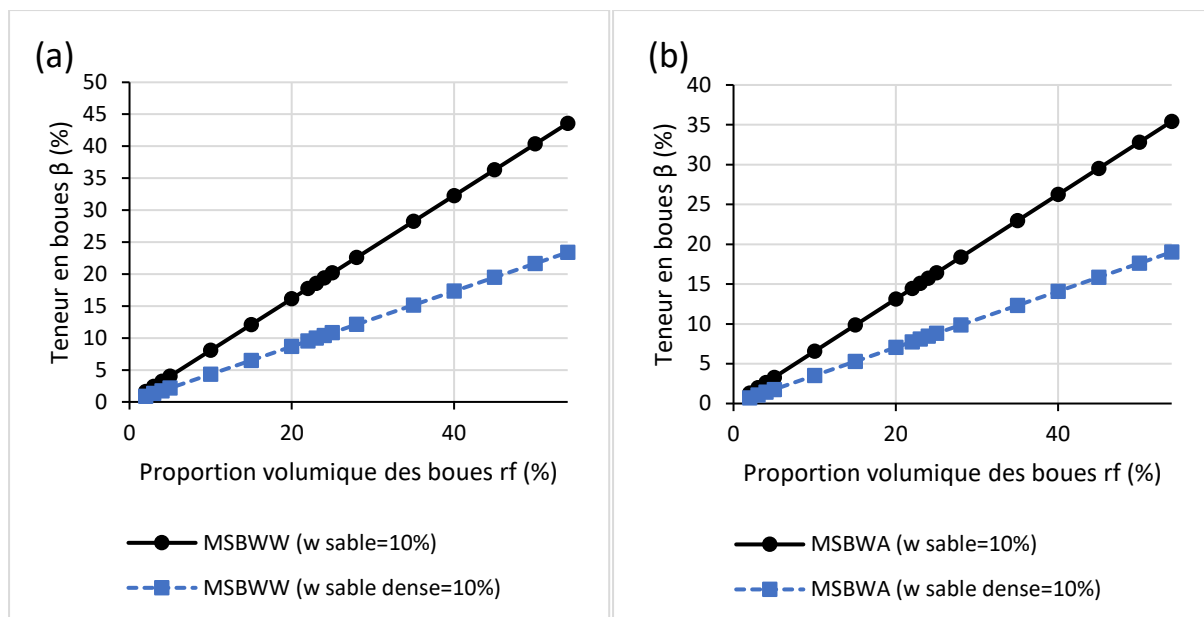 (a)
50
45
40
35
30
25
20
15
10
5
0
Teneur en boues β (%)
0 20 40
Proportion volumique des boues rf (%)
MSBWW (w sable=10%)
MSBWW (w sable dense=10%)
(b)
40
35
30
25
20
15
10
5
0
Teneur en boues β (%)
0 20 40
Proportion volumique des boues rf (%)
MSBWA (w sable=10%)
MSBWA (w sable dense=10%)